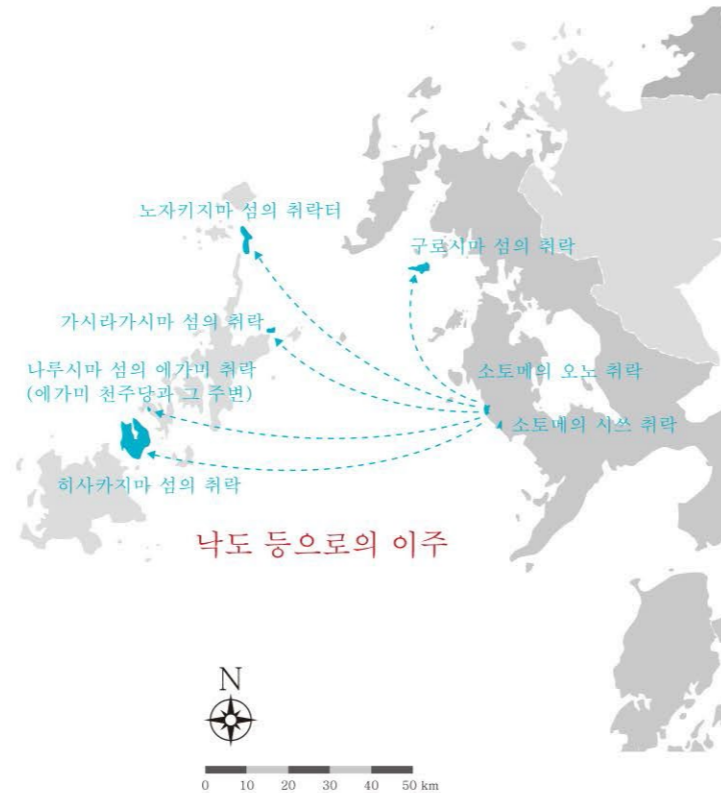 노자키지마 섬의 취락터
구로시마 섬의 취락
가시라가시마 섬의 취락
나루시마 섬의 에가미 취락
(에가미 천주당과 그 주변)
소토메의 오노 취락
소토메의 시쓰 취락
히사카지마 섬의 취락
낙도 등으로의 이주
N
0 10 20 30 40 50 km